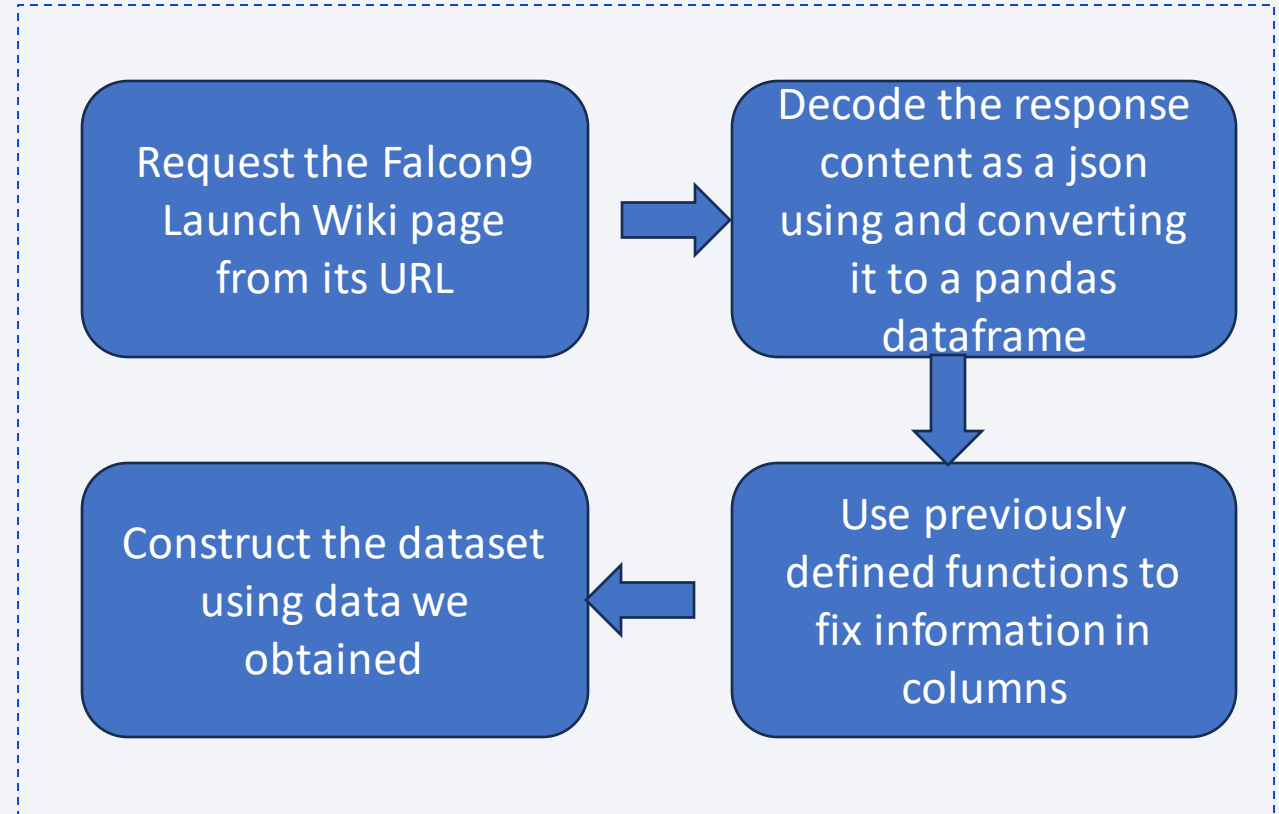 Request the Falcon9
Launch Wiki page
from its URL
Decode the response
content as a json
using and converting
it to a pandas
dataframe
Use previously
defined functions to
fix information in
columns
Construct the dataset
using data we
obtained